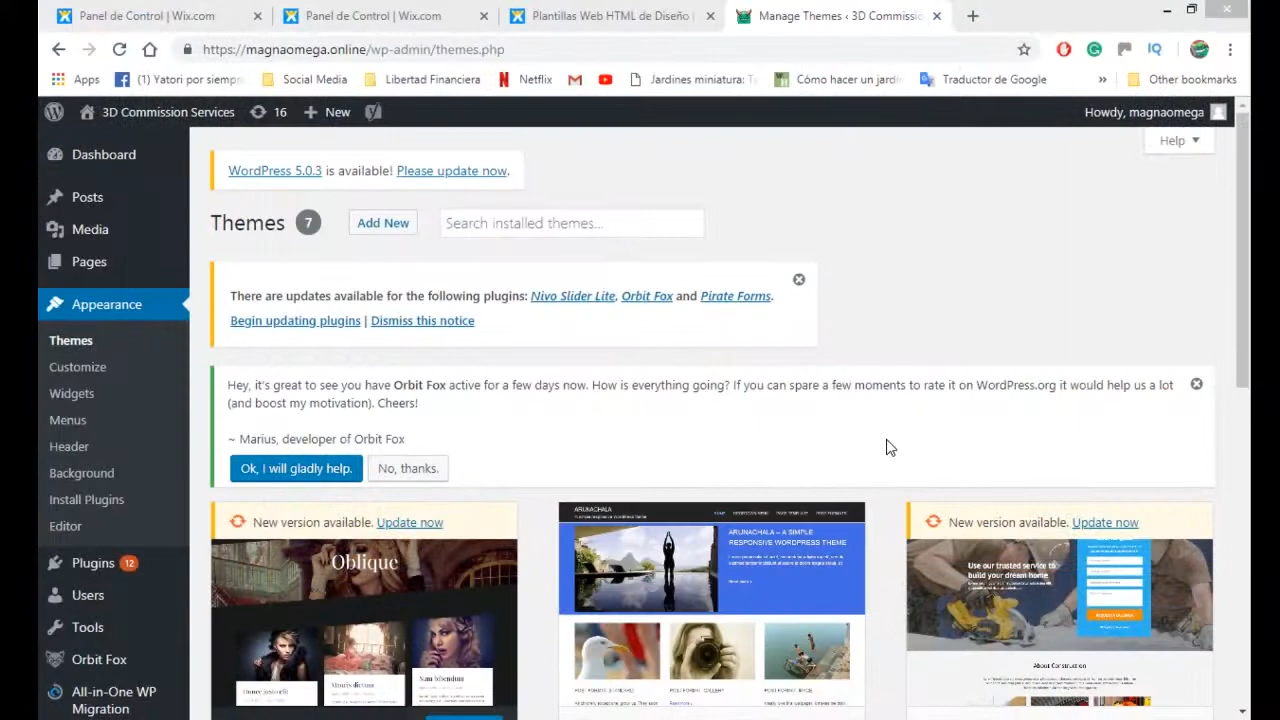 Panel de Control | Wix.com
Panel de Control | Wix.com
Plantillas Web HTML de Diseño
Manage Themes ‹ 3D Commissic
https://magnaomega.online/wp-admin/themes.php
IQ
Apps
(1) Yatori por siempr
Social Media
Libertad Financiera
Netflix
Jardines miniatura: Tu
Cómo hacer un jardi
Traductor de Google
»
Other bookmarks
3D Commission Services
16
New
Howdy, magnaomega
Help
Dashboard
Posts
Media
Pages
Appearance
Themes
Customize
Widgets
Menus
Header
Background
Install Plugins
Editor
12
Users
Tools
Orbit Fox
All-in-One WP
Migration
WordPress 5.0.3 is available! Please update now.
Themes 7
Add New
Search installed themes...
There are updates available for the following plugins: Nivo Slider Lite, Orbit Fox and Pirate Forms.
Begin updating plugins | Dismiss this notice
Hey, it's great to see you have Orbit Fox active for a few days now. How is everything going? If you can spare a few moments to rate it on WordPress.org it would help us a lot
(and boost my motivation). Cheers!
~ Marius, developer of Orbit Fox
Ok, I will gladly help.
No, thanks.
New version available. Update now
Oblique
ARUNACHALA
ARUNACHALA – A SIMPLE
RESPONSIVE WORDPRESS THEME
New version available. Update now
Use our trusted service to
build your dream home
About Construction